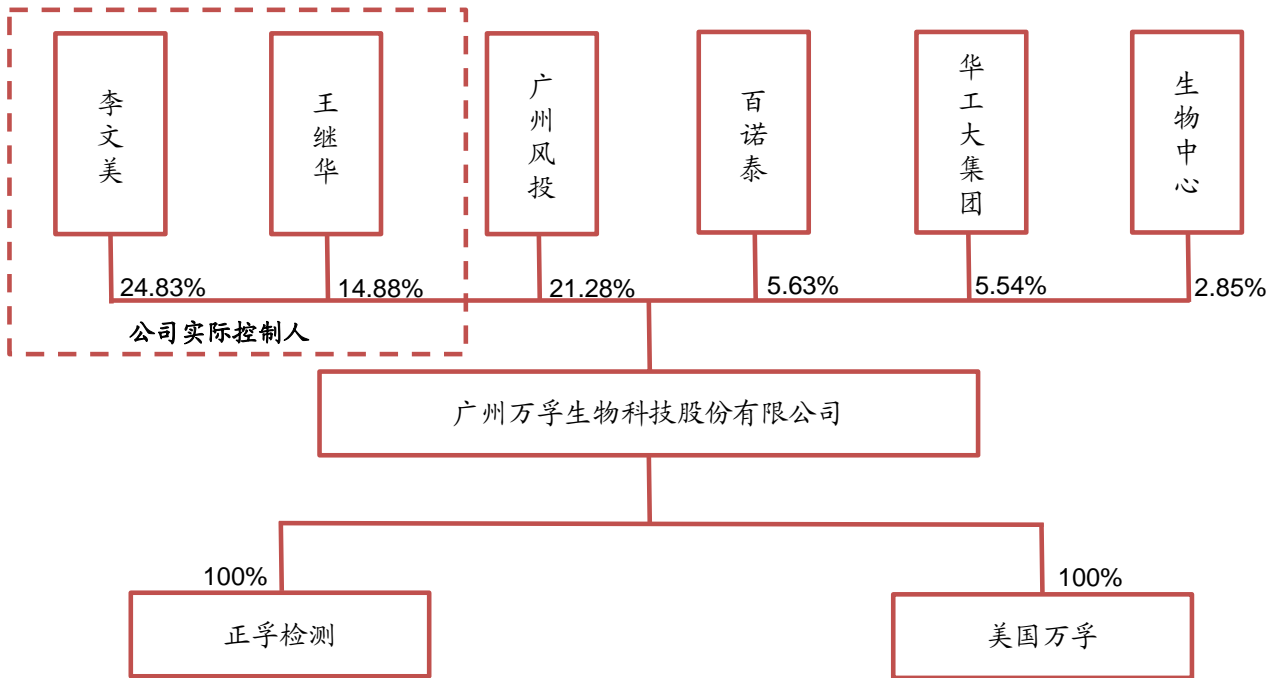 李文美
王继华
广州风投
百诺泰
华工大集团
生物中心
24.83%
14.88%
21.28%
5.63%
5.54%
2.85%
公司实际控制人
广州万孚生物科技股份有限公司
100%
100%
正孚检测
美国万孚